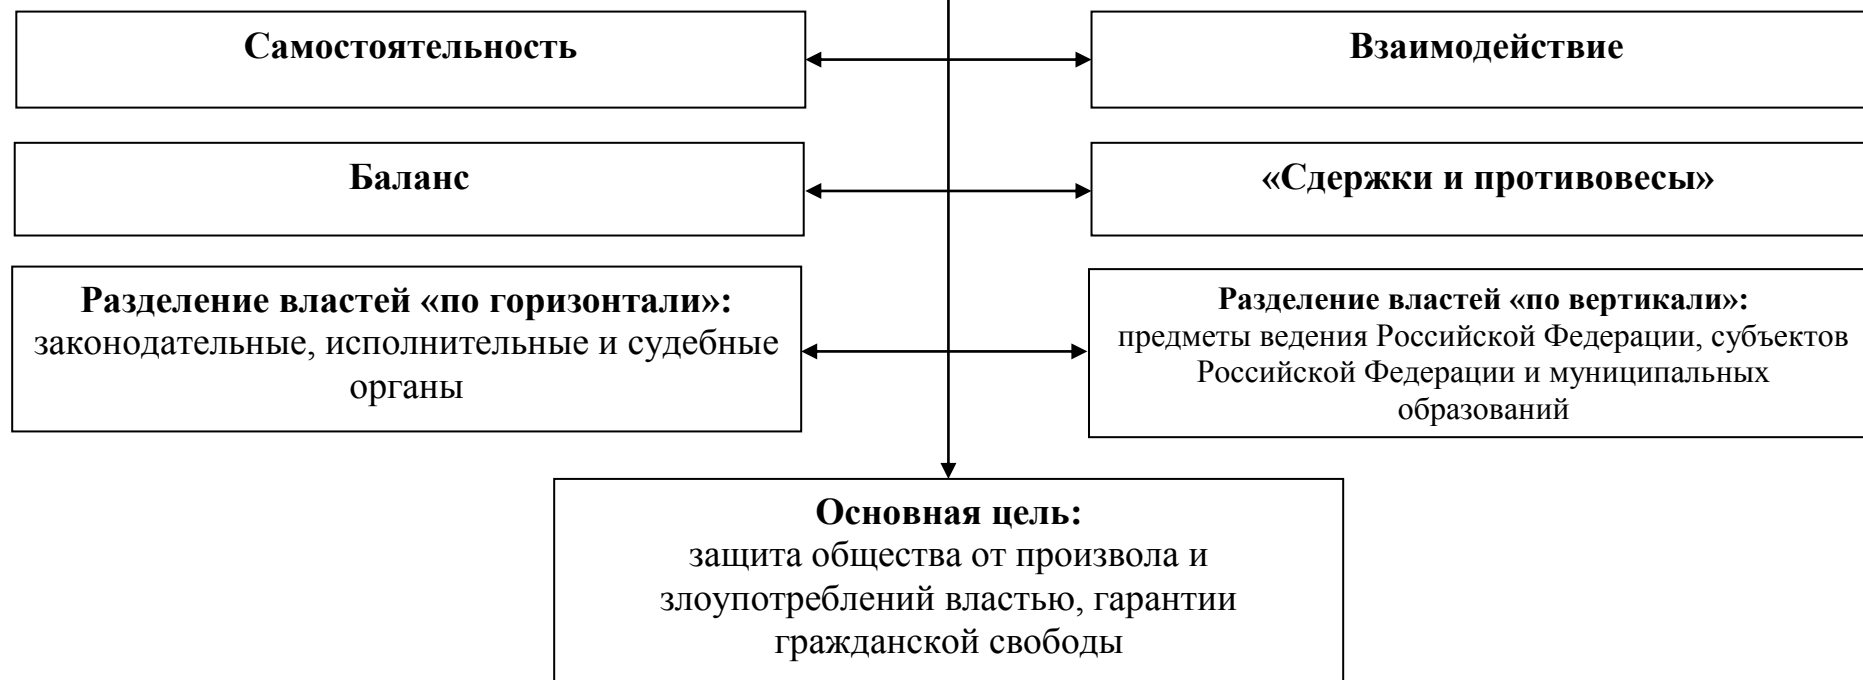 Самостоятельность
Взаимодействие
Баланс
«Сдержки и противовесы»
Разделение властей «по горизонтали»:
законодательные, исполнительные и судебные
органы
Разделение властей «по вертикали»:
предметы ведения Российской Федерации, субъектов
Российской Федерации и муниципальных
образований
Основная цель:
защита общества от произвола и
злоупотреблений властью, гарантии
гражданской свободы